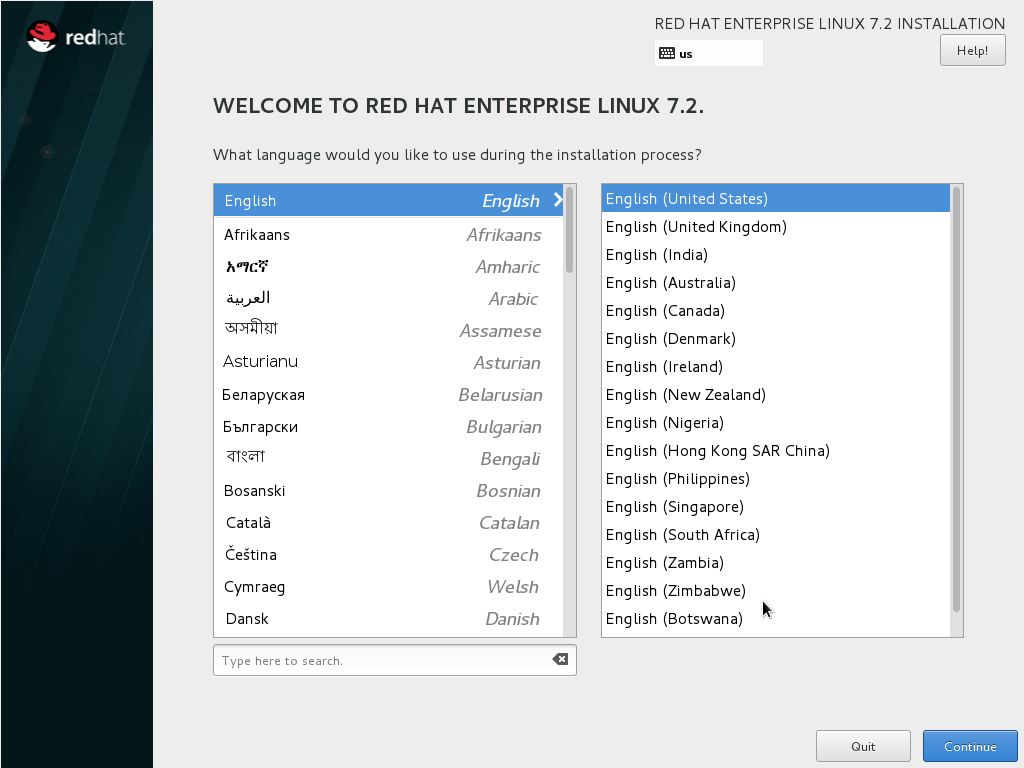 redhat.
RED HAT ENTERPRISE LINUX 7.2 INSTALLATION
us
Help!
WELCOME TO RED HAT ENTERPRISE LINUX 7.2.
What language would you like to use during the installation process?
English English
Afrikaans Afrikaans
አማርኛ Amharic
العربية Arabic
অসমীয়া Assamese
Asturianu Asturian
Беларуская Belarusian
Български Bulgarian
বাংলা Bengali
Bosanski Bosnian
Català Catalan
Čeština Czech
Cymraeg Welsh
Dansk Danish
Type here to search.
English (United States)
English (United Kingdom)
English (India)
English (Australia)
English (Canada)
English (Denmark)
English (Ireland)
English (New Zealand)
English (Nigeria)
English (Hong Kong SAR China)
English (Philippines)
English (Singapore)
English (South Africa)
English (Zambia)
English (Zimbabwe)
English (Botswana)
Quit
Continue